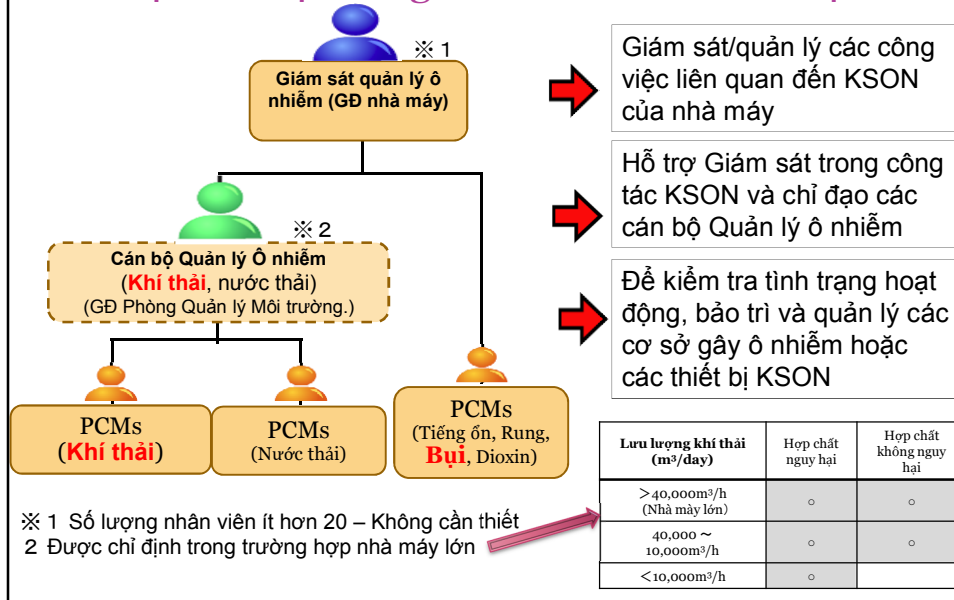 ※ 1
Giám sát quản lý ô
nhiễm (GĐ nhà máy)
Giám sát/quản lý các công
việc liên quan đến KSON
của nhà máy
※ 2
Cán bộ Quản lý Ô nhiễm
(Khí thải, nước thải)
(GĐ Phòng Quản lý Môi trường.)
Hỗ trợ Giám sát trong công
tác KSON và chỉ đạo các
cán bộ Quản lý ô nhiễm
Để kiểm tra tình trạng hoạt
động, bảo trì và quản lý các
cơ sở gây ô nhiễm hoặc
các thiết bị KSON
PCMs
(Khí thải)
PCMs
(Nước thải)
PCMs
(Tiếng ồn, Rung,
Bụi, Dioxin)
Lưu lượng khí thải
(m³/day)
Hợp chất
nguy hại
Hợp chất
không nguy
hại
＞40,000m³/h
(Nhà mày lớn)
○
○
40,000 ～
10,000m³/h
○
○
＜10,000m³/h
○
※ 1 Số lượng nhân viên ít hơn 20 – Không cần thiết
2 Được chỉ định trong trường hợp nhà máy lớn